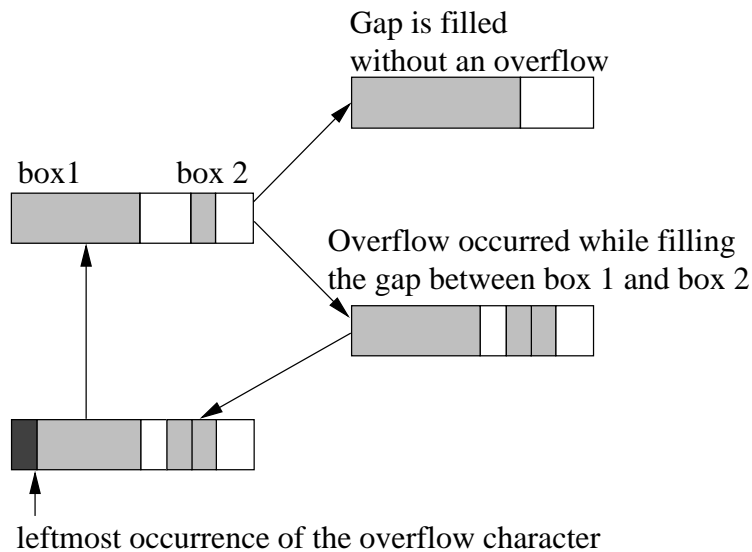 Gap is filled
without an overflow
box1
box 2
Overflow occurred while filling
the gap between box 1 and box 2
leftmost occurrence of the overflow character